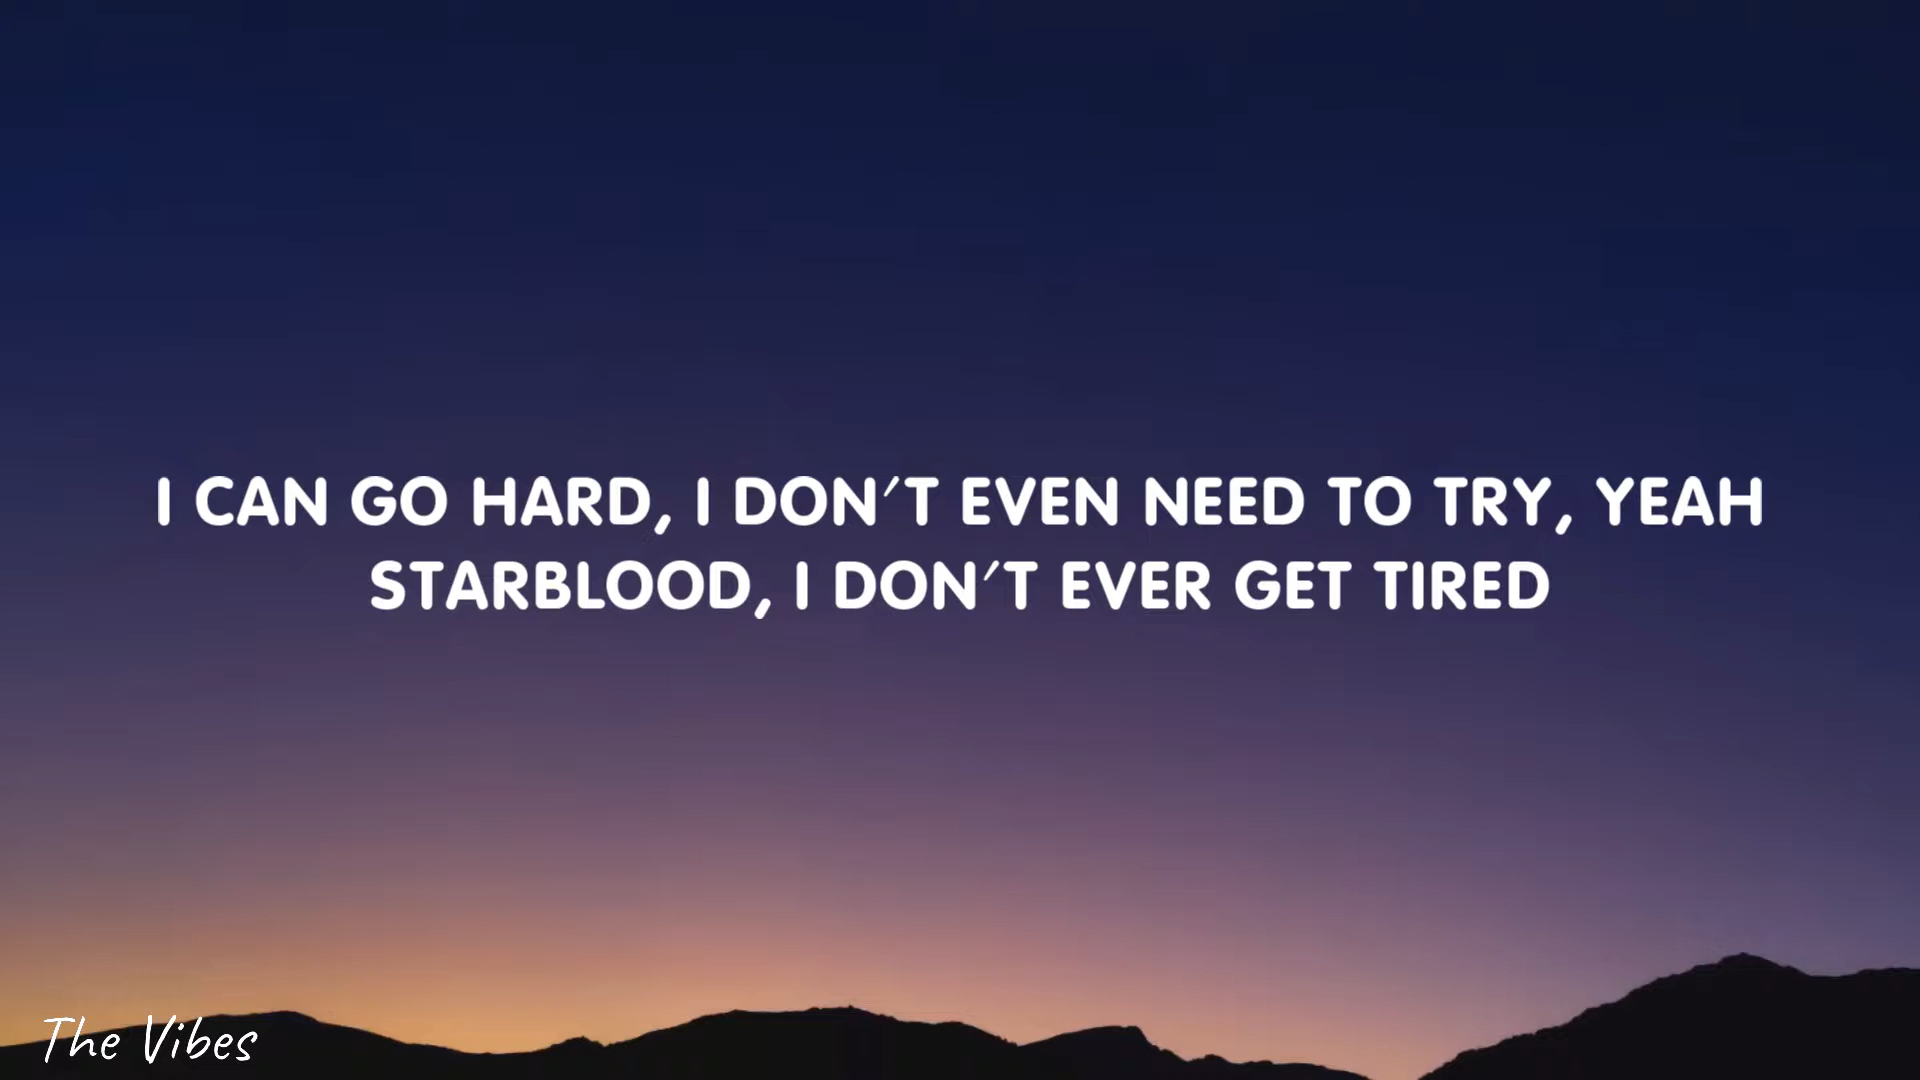 I CAN GO HARD, I DON'T EVEN NEED TO TRY, YEAH
STARBLOOD, I DON'T EVER GET TIRED
The Vibes